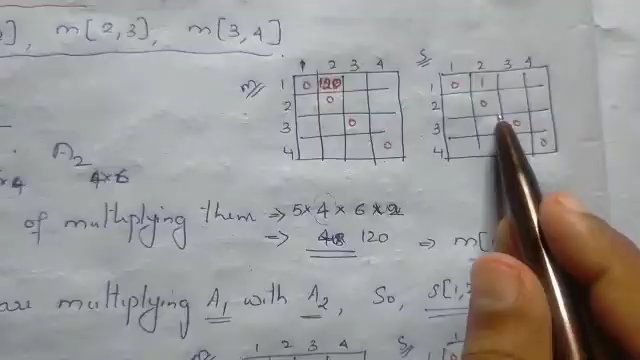 ], m[2,3], m[3,4]
m 1 2 3 4
1 0 120
2 0
3 0
4 0
s 1 2 3 4
1 0 1
2 0
3 0
4 0
A2
4×6
of multiplying them ⇒ 5×4×6
⇒ 120 ⇒ m[
are multiplying A1 with A2, So, s[1,2
1 2 3 4
s 1